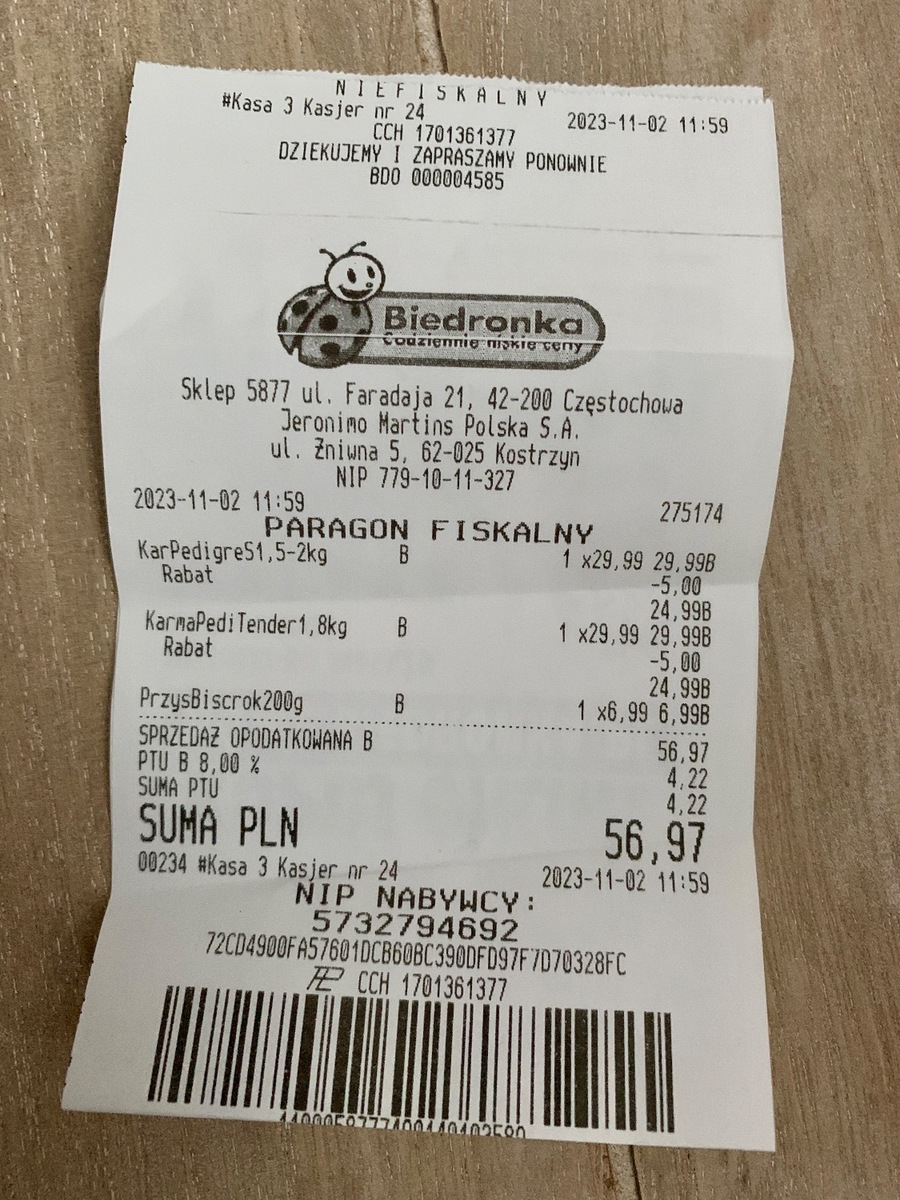 NIEFISKALNY
#Kasa 3 Kasjer nr 24 2023-11-02 11:59
CCH 1701361377
DZIEKUJEMY I ZAPRASZAMY PONOWNIE
BDO 000004585
Biedronka
Codziennie niskie ceny
Sklep 5877 ul. Faradaja 21, 42-200 Częstochowa
Jeronimo Martins Polska S.A.
ul. Żniwna 5, 62-025 Kostrzyn
NIP 779-10-11-327
2023-11-02 11:59 275174
PARAGON FISKALNY
KarPedigreS1,5-2kg B 1 x29,99 29,99B
Rabat -5,00
24,99B
KarmaPediTender1,8kg B 1 x29,99 29,99B
Rabat -5,00
24,99B
PrzysBiscrok200g B 1 x6,99 6,99B
SPRZEDAŻ OPODATKOWANA B 56,97
PTU B 8,00 % 4,22
SUMA PTU 4,22
SUMA PLN 56,97
00234 #Kasa 3 Kasjer nr 24 2023-11-02 11:59
NIP NABYWCY:
5732794692
72CD4900FA57601DCB60BC390DFD97F7D70328FC
CCH 1701361377